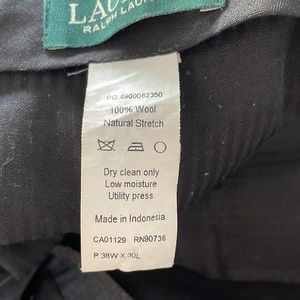 LAU
RALPH LAU
PO 4900082350
100% Wool
Natural Stretch
Dry clean only
Low moisture
Utility press
Made in Indonesia
CA01129 RN90736
P 38W X 30L